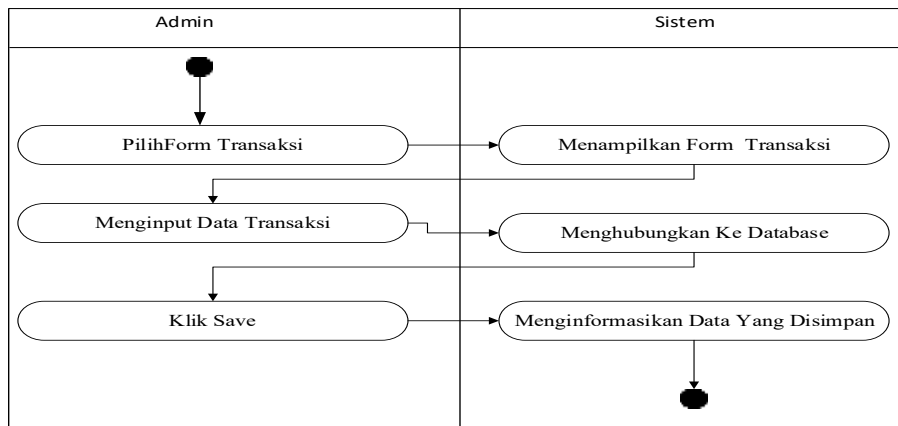 Admin
Sistem
PilihForm Transaksi
Menampilkan Form Transaksi
Menginput Data Transaksi
Menghubungkan Ke Database
Klik Save
Menginformasikan Data Yang Disimpan